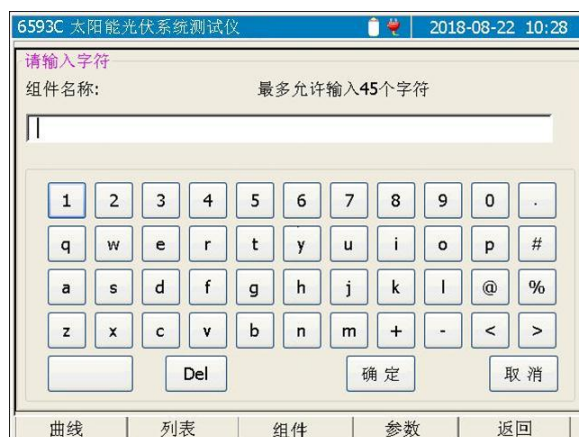 6593C 太阳能光伏系统测试仪 2018-08-22 10:28
请输入字符
组件名称: 最多允许输入45个字符
1 2 3 4 5 6 7 8 9 0 .
q w e r t y u i o p #
a s d f g h j k l @ %
z x c v b n m + - < >
Del 确定 取消
曲线 列表 组件 参数 返回